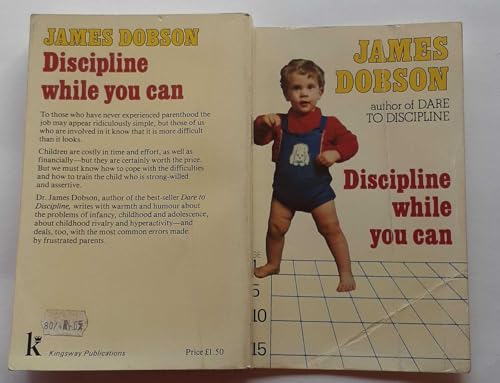 JAMES DOBSON
Discipline
while you can
To those who have never experienced parenthood the
job may appear ridiculously simple, but those of us
who are involved in it know that it is more difficult
than it looks.
Children are costly in time and effort, as well as
financially—but they are certainly worth the price.
But we must know how to cope with the difficulties
and how to train the child who is strong-willed
and assertive.
Dr. James Dobson, author of the best-seller Dare to
Discipline, writes with warmth and humour about
the problems of infancy, childhood and adolescence,
about childhood rivalry and hyperactivity—and
deals, too, with the most common errors made
by frustrated parents.
k
Kingsway Publications
Price £1.50
JAMES
DOBSON
author of DARE
TO DISCIPLINE
Discipline
while
you can
1
5
10
15